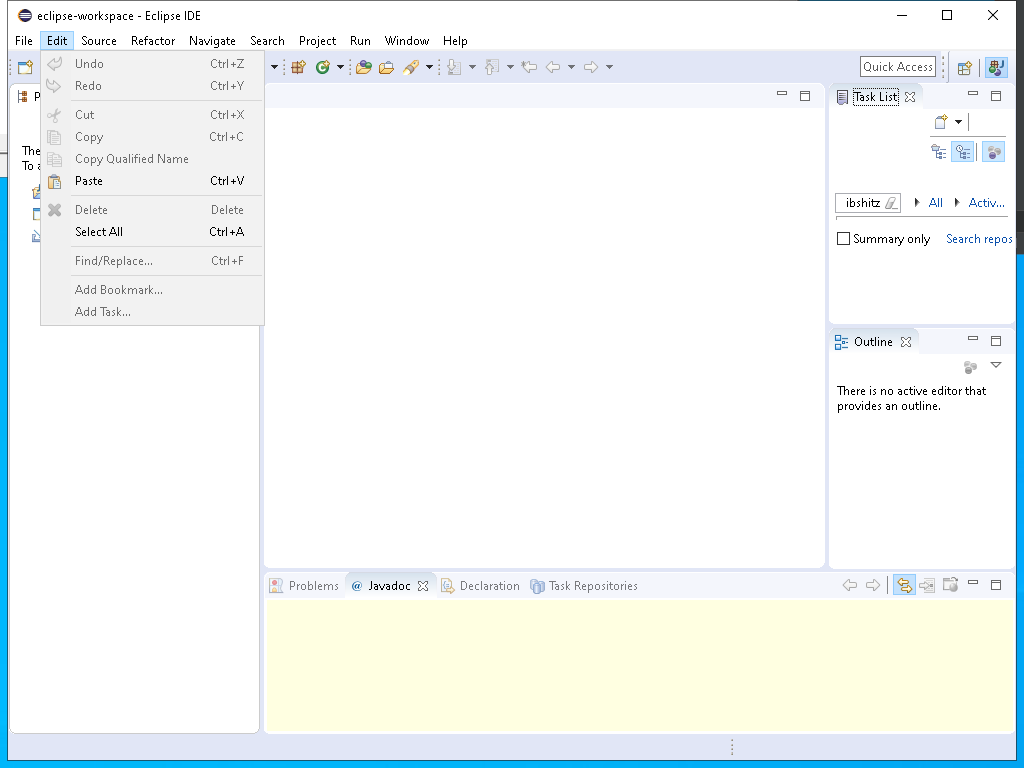 eclipse-workspace - Eclipse IDE
File Edit Source Refactor Navigate Search Project Run Window Help
Quick Access
Undo Ctrl+Z
Redo Ctrl+Y
Cut Ctrl+X
Copy Ctrl+C
Copy Qualified Name
Paste Ctrl+V
Delete Delete
Select All Ctrl+A
Find/Replace... Ctrl+F
Add Bookmark...
Add Task...
P
The
To a
Task List
ibshitz All Activ...
Summary only Search repos
Outline
There is no active editor that
provides an outline.
Problems @ Javadoc Declaration Task Repositories